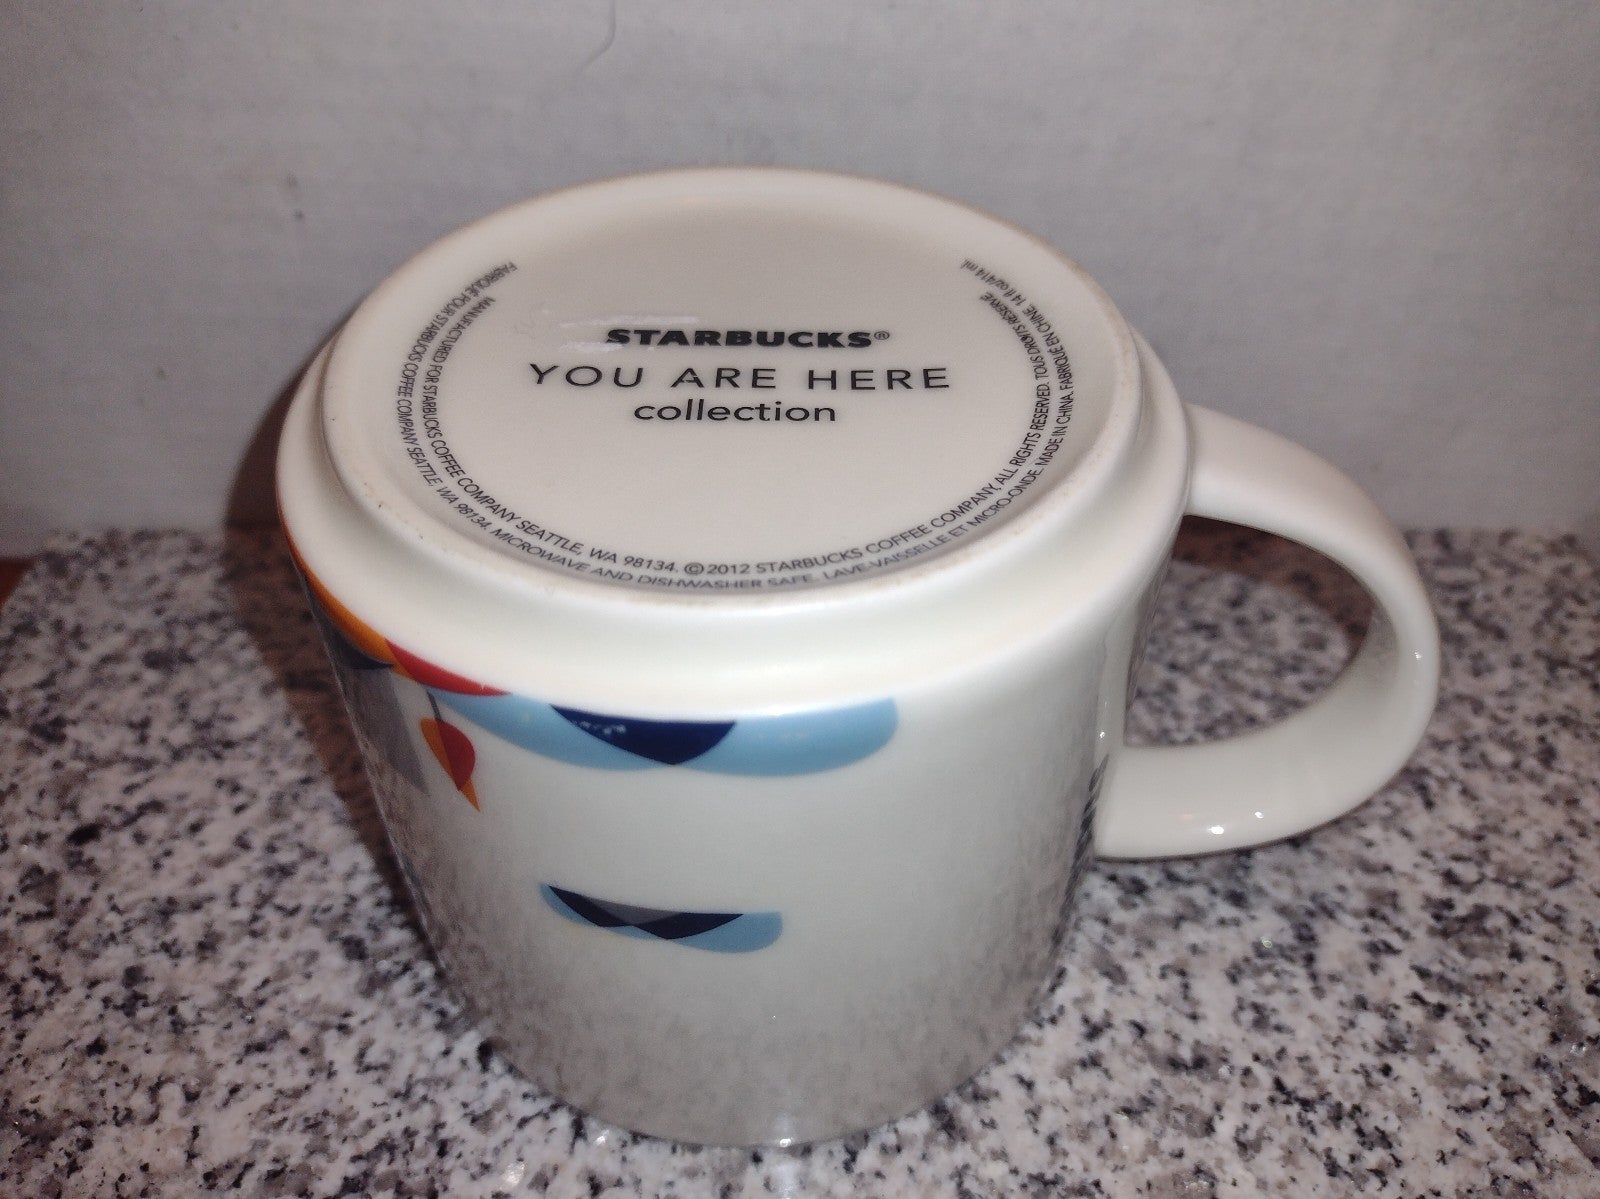 STARBUCKS®
YOU ARE HERE
collection
MANUFACTURED FOR STARBUCKS COFFEE COMPANY SEATTLE, WA 98134. ©2012 STARBUCKS COFFEE COMPANY, ALL RIGHTS RESERVED. TOUS DROITS RESERVE
FABRIQUÉ POUR STARBUCKS COFFEE COMPANY SEATTLE, WA 98134. MICROWAVE AND DISHWASHER SAFE. LAVE-VAISSELLE ET MICRO-ONDE. MADE IN CHINA. FABRIQUE EN CHINE. 14 fl oz/414 mL